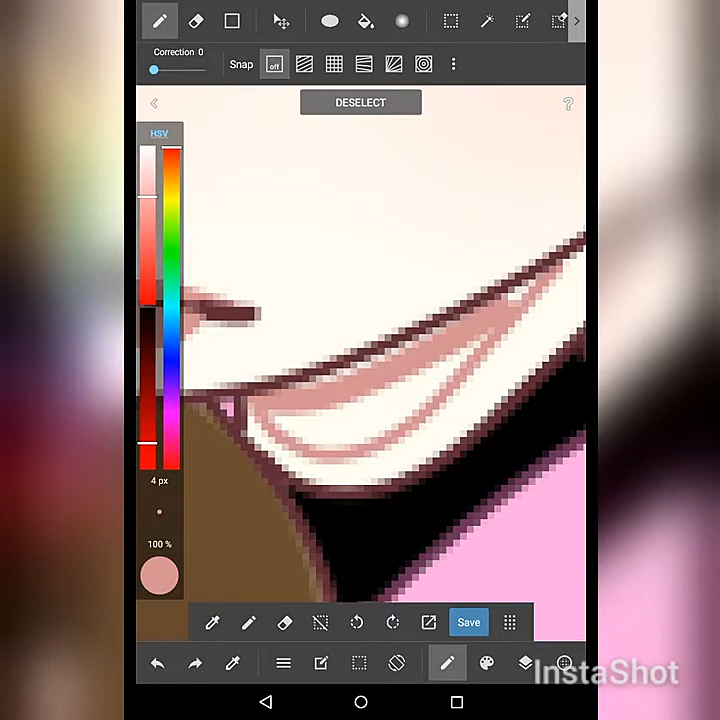 Correction 0
Snap
off
DESELECT
?
HSV
4 px
100 %
Save
InstaShot